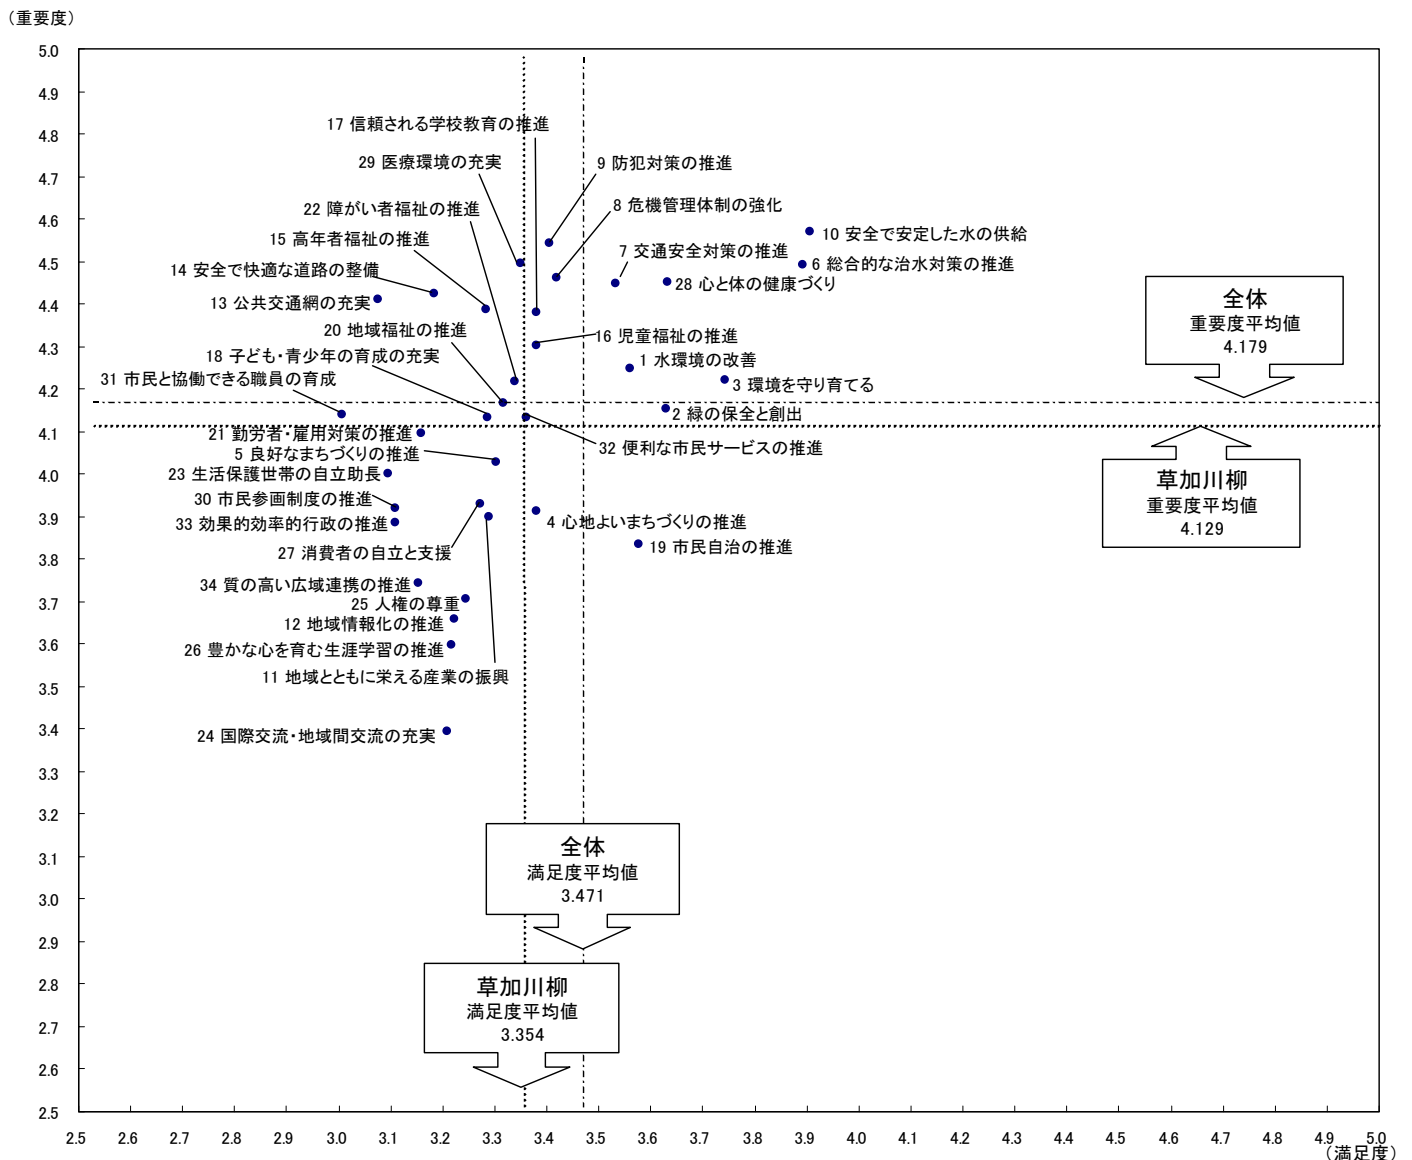 （重要度）
5.0
4.9
4.8
17 信頼される学校教育の推進
29 医療環境の充実
9 防犯対策の推進
4.7
22 障がい者福祉の推進
8 危機管理体制の強化
4.6
15 高年者福祉の推進
7 交通安全対策の推進
10 安全で安定した水の供給
4.5
14 安全で快適な道路の整備
6 総合的な治水対策の推進
28 心と体の健康づくり
13 公共交通網の充実
4.4
20 地域福祉の推進
16 児童福祉の推進
全体
重要度平均値
4.179
4.3
18 子ども・青少年の育成の充実
1 水環境の改善
31 市民と協働できる職員の育成
3 環境を守り育てる
4.2
2 緑の保全と創出
4.1
21 勤労者・雇用対策の推進
32 便利な市民サービスの推進
5 良好なまちづくりの推進
23 生活保護世帯の自立助長
4.0
草加川柳
重要度平均値
4.129
30 市民参画制度の推進
33 効果的効率的行政の推進
3.9
4 心地よいまちづくりの推進
27 消費者の自立と支援
19 市民自治の推進
3.8
34 質の高い広域連携の推進
3.7
25 人権の尊重
12 地域情報化の推進
3.6
26 豊かな心を育む生涯学習の推進
11 地域とともに栄える産業の振興
3.5
3.4
24 国際交流・地域間交流の充実
3.3
3.2
3.1
全体
満足度平均値
3.471
3.0
2.9
2.8
草加川柳
満足度平均値
3.354
2.7
2.6
2.5
2.5 2.6 2.7 2.8 2.9 3.0 3.1 3.2 3.3 3.4 3.5 3.6 3.7 3.8 3.9 4.0 4.1 4.2 4.3 4.4 4.5 4.6 4.7 4.8 4.9 5.0
（満足度）